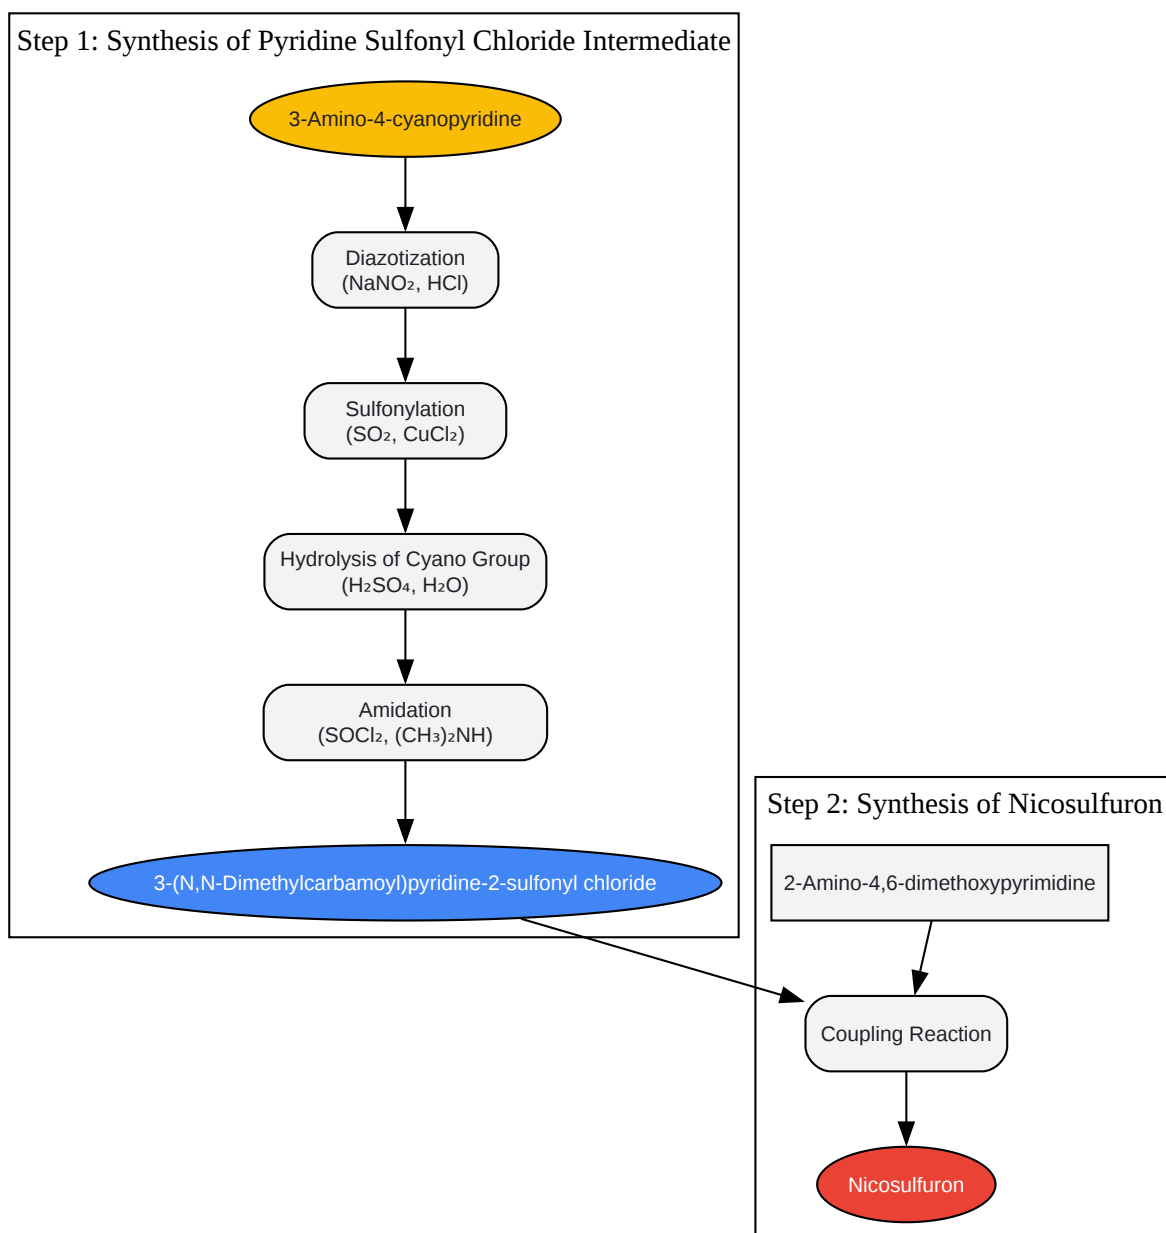 Step 1: Synthesis of Pyridine Sulfonyl Chloride Intermediate
3-Amino-4-cyanopyridine
Diazotization
(NaNO₂, HCl)
Sulfonylation
(SO₂, CuCl₂)
Hydrolysis of Cyano Group
(H₂SO₄, H₂O)
Amidation
(SOCl₂, (CH₃)₂NH)
3-(N,N-Dimethylcarbamoyl)pyridine-2-sulfonyl chloride
Step 2: Synthesis of Nicosulfuron
2-Amino-4,6-dimethoxypyrimidine
Coupling Reaction
Nicosulfuron